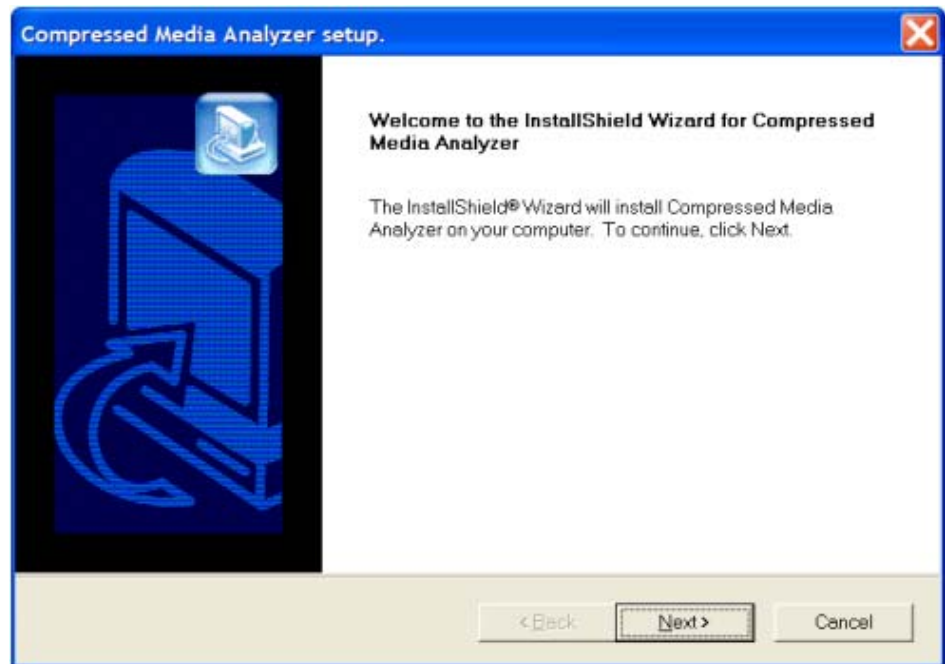 Compressed Media Analyzer setup.
Welcome to the InstallShield Wizard for Compressed
Media Analyzer
The InstallShield® Wizard will install Compressed Media
Analyzer on your computer. To continue, click Next.
< Back
Next >
Cancel